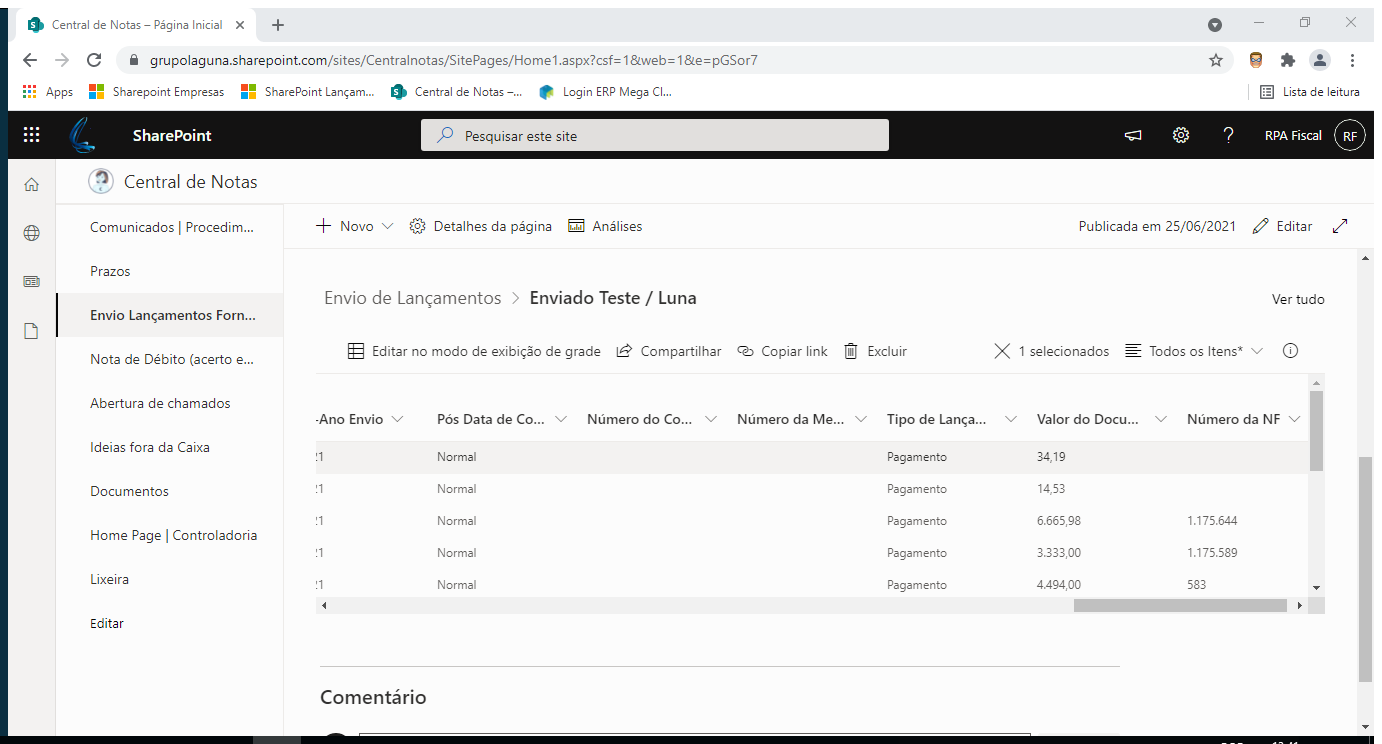 Central de Notas – Página Inicial
grupolaguna.sharepoint.com/sites/Centralnotas/SitePages/Home1.aspx?csf=1&web=1&e=pGSor7
Apps Sharepoint Empresas SharePoint Lançam... Central de Notas –... Login ERP Mega Cl... Lista de leitura
SharePoint Pesquisar este site ? RPA Fiscal RF
Central de Notas
Comunicados | Procedim...
Prazos
Envio Lançamentos Forn...
Nota de Débito (acerto e...
Abertura de chamados
Ideias fora da Caixa
Documentos
Home Page | Controladoria
Lixeira
Editar
Novo Detalhes da página Análises Publicada em 25/06/2021 Editar
Envio de Lançamentos > Enviado Teste / Luna Ver tudo
Editar no modo de exibição de grade Compartilhar Copiar link Excluir 1 selecionados Todos os Itens*
-Ano Envio Pós Data de Co... Número do Co... Número da Me... Tipo de Lança... Valor do Docu... Número da NF
21 Normal Pagamento 34,19
21 Normal Pagamento 14,53
21 Normal Pagamento 6.665,98 1.175.644
21 Normal Pagamento 3.333,00 1.175.589
21 Normal Pagamento 4.494,00 583
Comentário